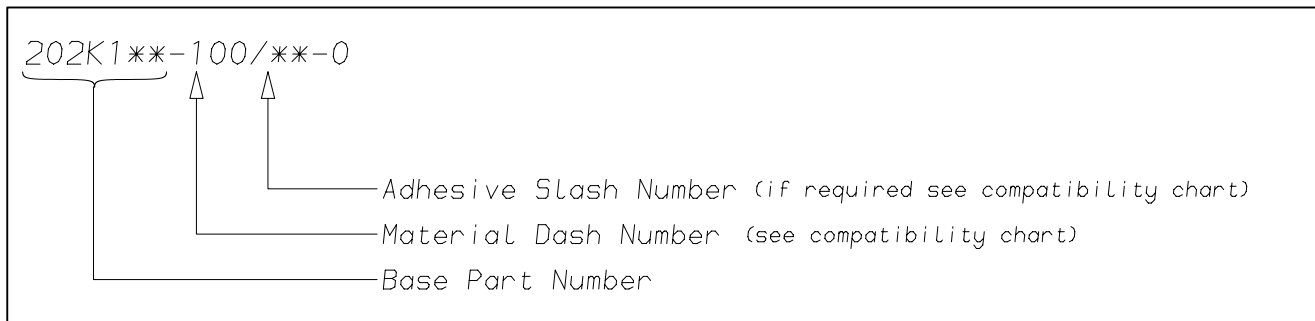 202K1**-100/**-0
Adhesive Slash Number (if required see compatibility chart)
Material Dash Number (see compatibility chart)
Base Part Number